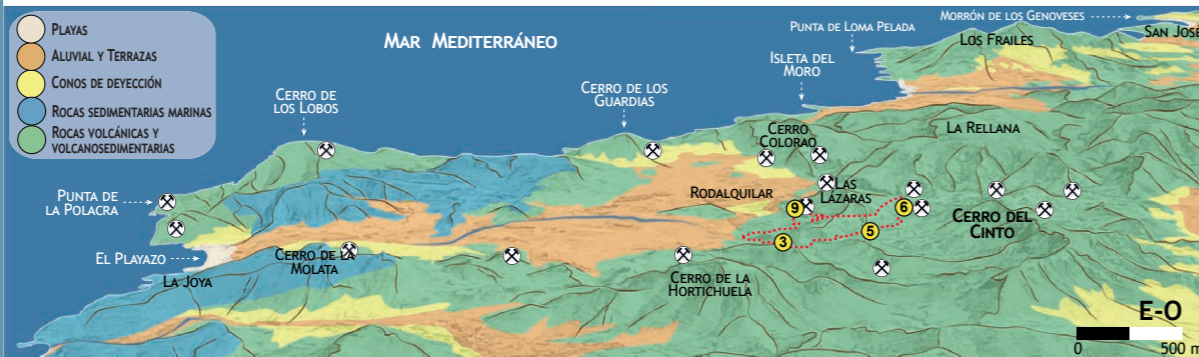 PLAYAS
ALUVIAL Y TERRAZAS
CONOS DE DEYECCIÓN
ROCAS SEDIMENTARIAS MARINAS
ROCAS VOLCÁNICAS Y
VOLCANOSEDIMENTARIAS
MAR MEDITERRÁNEO
MORRÓN DE LOS GENOVESES
SAN JOSÉ
PUNTA DE LOMA PELADA
LOS FRAILES
ISLETA DEL
MORO
CERRO DE
LOS LOBOS
CERRO DE LOS
GUARDIAS
CERRO
COLORAO
LA RELLANA
PUNTA DE
LA POLACRA
RODALQUILAR
LAS
LÁZARAS
9
6
CERRO DEL
CINTO
5
3
EL PLAYAZO
LA JOYA
CERRO DE LA
MOLATA
CERRO DE LA
HORTICHUELA
E-O
0 500 m